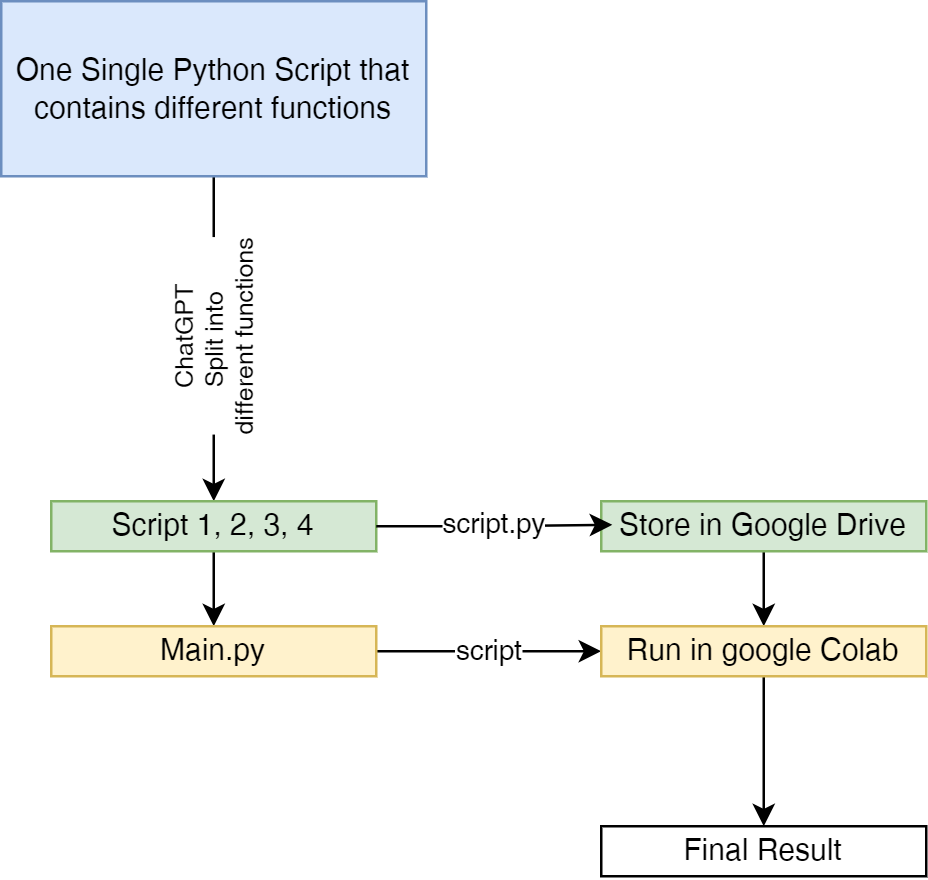 One Single Python Script that
contains different functions
ChatGPT
Split into
different functions
Script 1, 2, 3, 4
script.py
Store in Google Drive
Main.py
script
Run in google Colab
Final Result